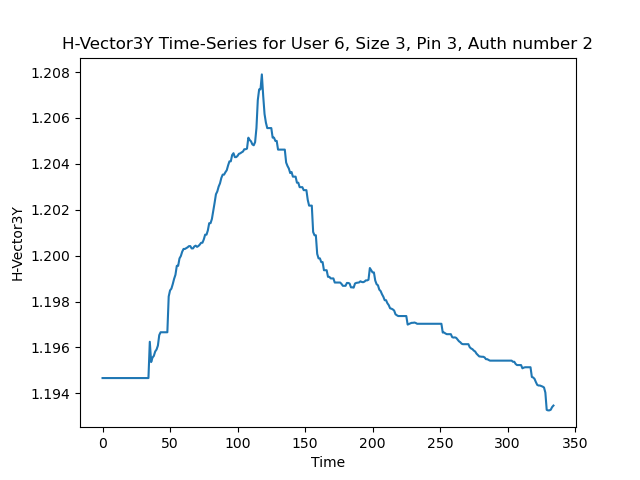 H-Vector3Y Time-Series for User 6, Size 3, Pin 3, Auth number 2
1.208
1.206
1.204
1.202
1.200
1.198
1.196
1.194
H-Vector3Y
0 50 100 150 200 250 300 350
Time